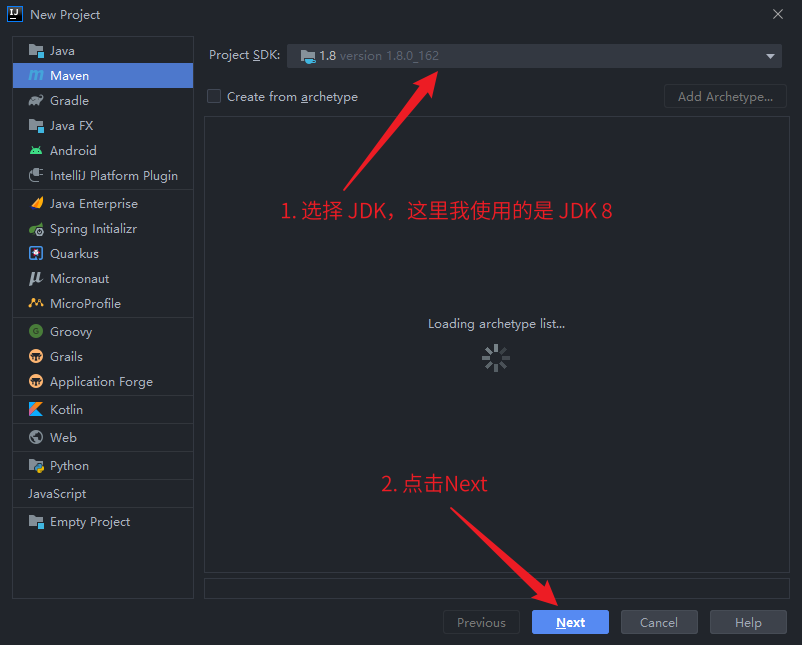 New Project
Java
Maven
Gradle
Java FX
Android
IntelliJ Platform Plugin
Java Enterprise
Spring Initializr
Quarkus
Micronaut
MicroProfile
Groovy
Grails
Application Forge
Kotlin
Web
Python
JavaScript
Empty Project
Project SDK: 1.8 version 1.8.0_162
Create from archetype
Add Archetype...
1. 选择 JDK，这里我使用的是 JDK 8
Loading archetype list...
2. 点击Next
Previous
Next
Cancel
Help